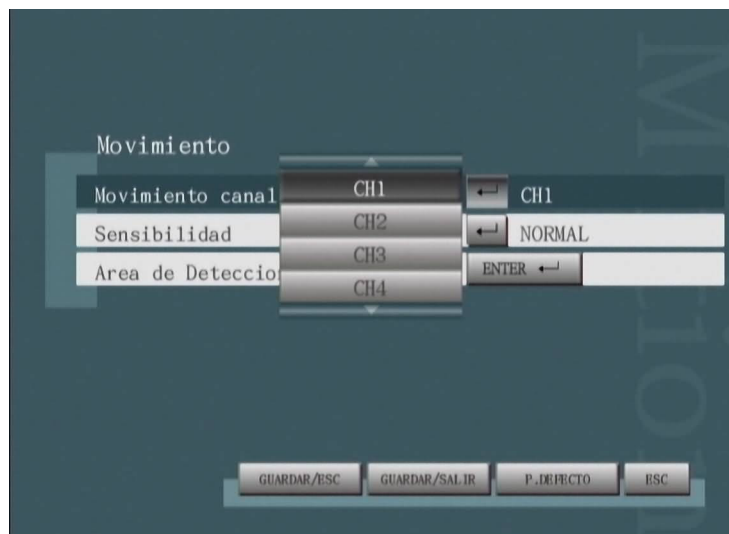 Movimiento
Movimiento canal CH1 CH1
Sensibilidad CH2 NORMAL
CH3
Area de Deteccio ENTER
CH4
GUARDAR/ESC GUARDAR/SALIR P.DEFECTO ESC